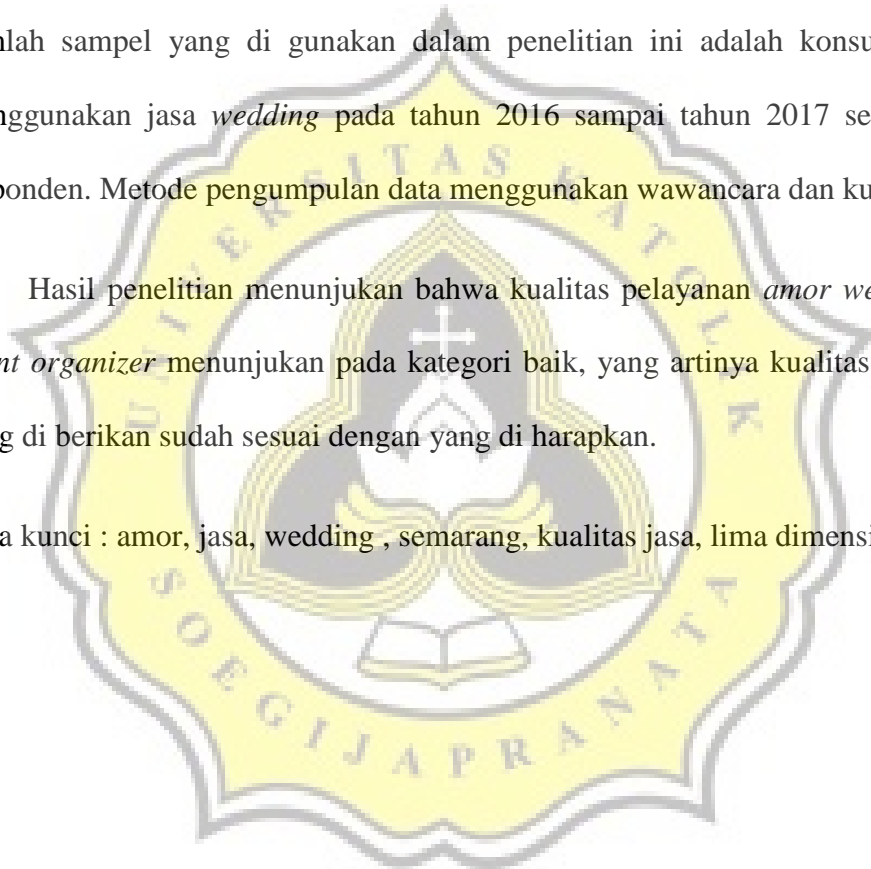 nlah sampel yang di gunakan dalam penelitian ini adalah konsu
nggunakan jasa wedding pada tahun 2016 sampai tahun 2017 se
ponden. Metode pengumpulan data menggunakan wawancara dan ku
Hasil penelitian menunjukan bahwa kualitas pelayanan amor we
nt organizer menunjukan pada kategori baik, yang artinya kualitas
g di berikan sudah sesuai dengan yang di harapkan.
a kunci : amor, jasa, wedding , semarang, kualitas jasa, lima dimensi
UNIVERSITAS KATOLIK
SOEGIJAPRANATA